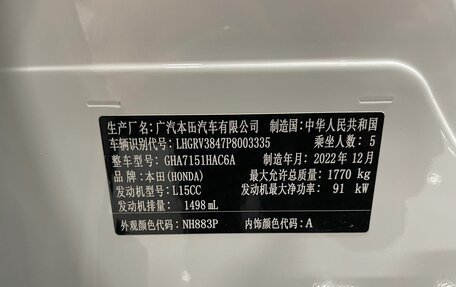 生产厂名:广汽本田汽车有限公司 制造国:中华人民共和国
车辆识别代号:LHGRV3847P8003335 乘坐人数: 5
整车型号:GHA7151HAC6A 制造年月:2022年12月
品牌:本田(HONDA) 最大允许总质量:1770 kg
发动机型号:L15CC 发动机最大净功率: 91 kW
发动机排量: 1498 mL
外观颜色代码: NH883P 内饰颜色代码: A